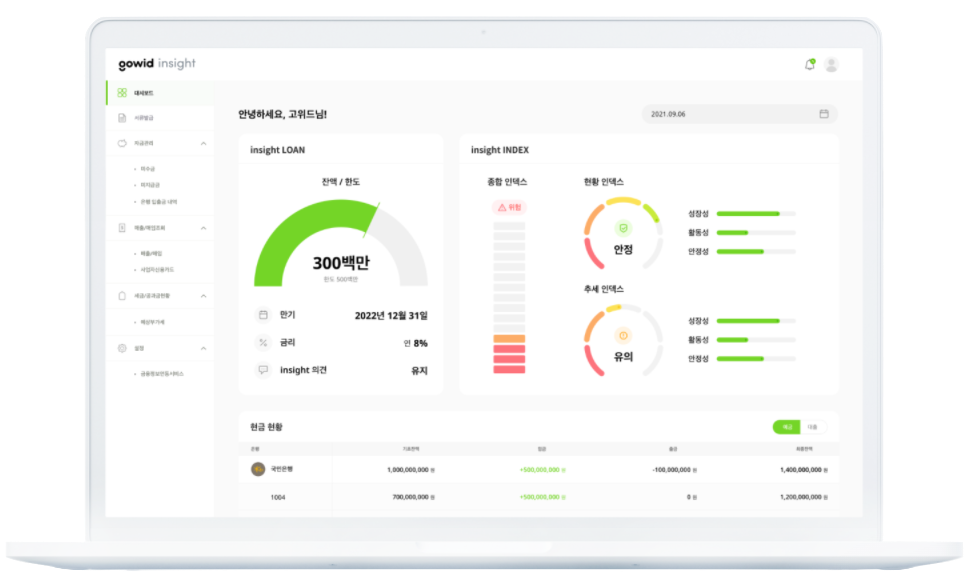 gowid insight
대시보드
안녕하세요, 고위드님!
2021.09.06
서류발급
자금관리
미수금
미지급금
은행 입출금 내역
매출/매입조회
매출/매입
사업자신용카드
세금/공과금현황
예상부가세
설정
금융정보연동서비스
insight LOAN
잔액 / 한도
300백만
한도 500백만
만기 2022년 12월 31일
금리 연 8%
insight 의견 유지
insight INDEX
종합 인덱스
위험
현황 인덱스
안정
성장성
활동성
안정성
추세 인덱스
유의
성장성
활동성
안정성
현금 현황
예금 대출
은행 기초잔액 입금 출금 최종잔액
국민은행 1,000,000,000 원 +500,000,000 원 -100,000,000 원 1,400,000,000 원
1004 700,000,000 원 +500,000,000 원 0 원 1,200,000,000 원